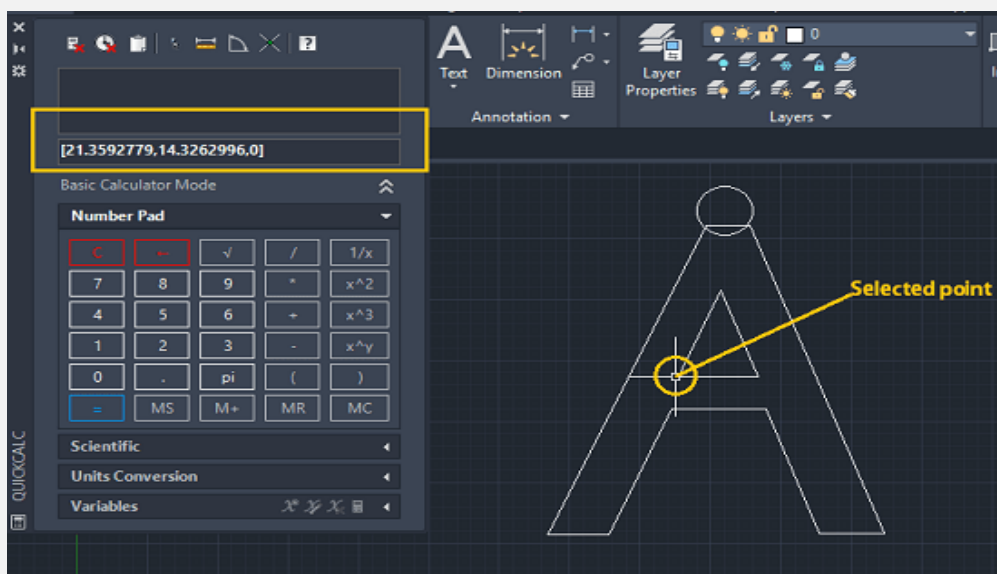 [21.3592779,14.3262996,0]
Basic Calculator Mode
Number Pad
C √ / 1/x
7 8 9 * x^2
4 5 6 + x^3
1 2 3 - x^y
0 . pi ( )
= MS M+ MR MC
Scientific
Units Conversion
Variables
QUICKCALC
A
Text
Dimension
Annotation
Layer
Properties
0
Layers
Selected point